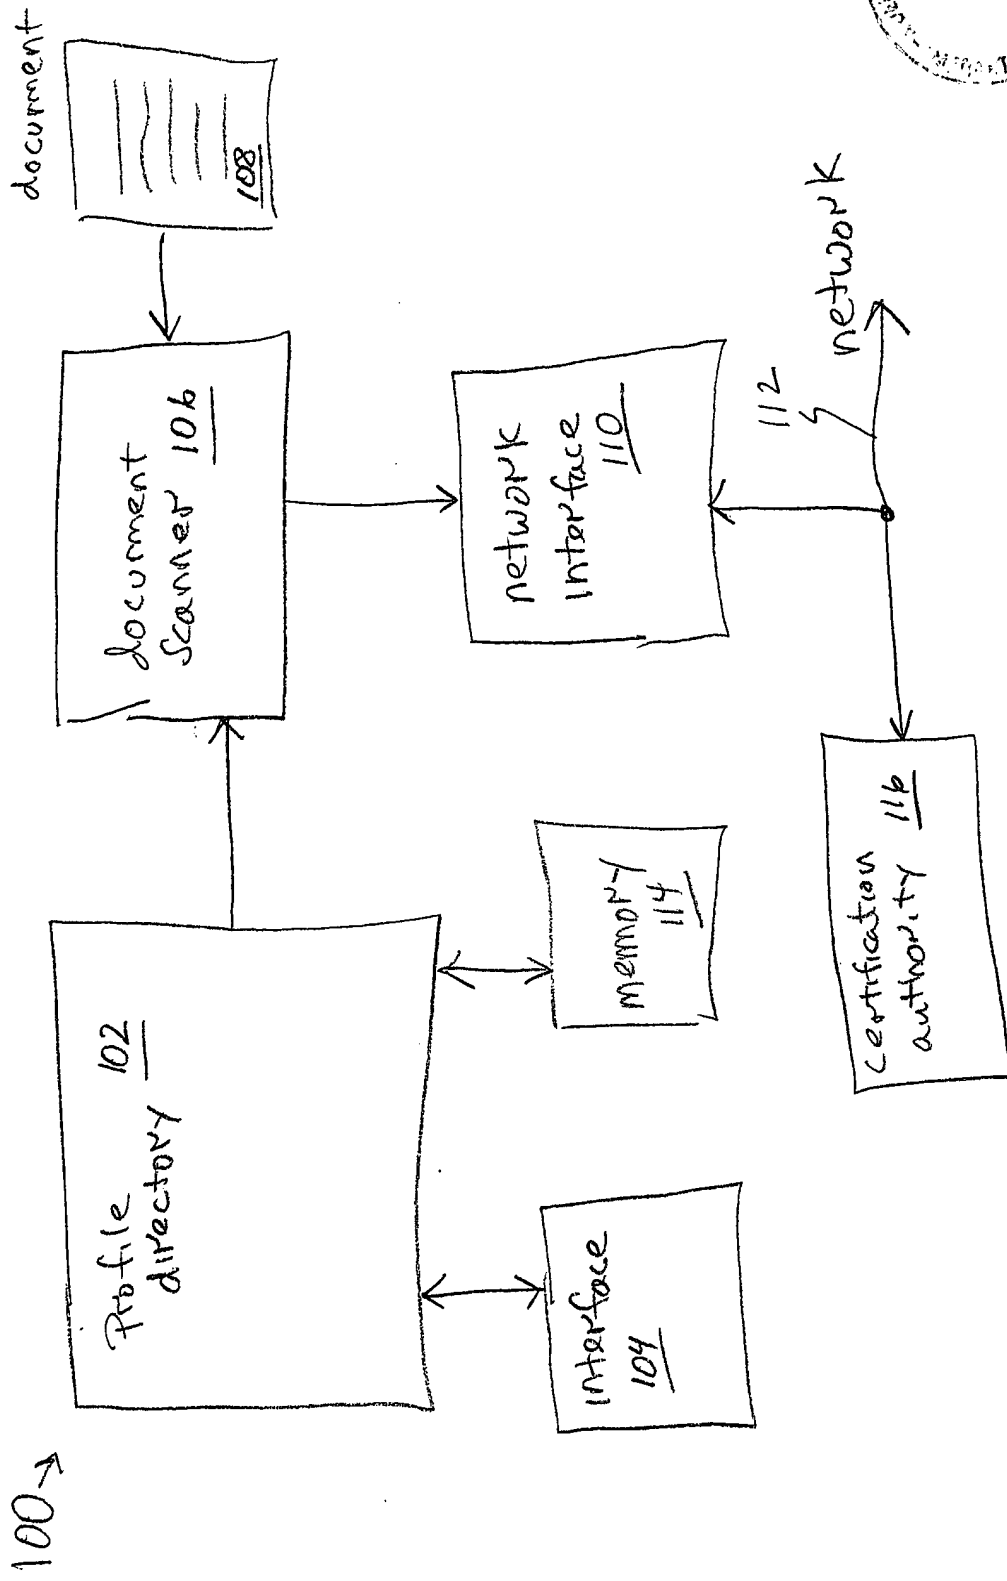 100
Profile
directory 102
interface
104
memory
114
document
scanner 106
document
108
network
interface
110
112
network
certification
authority 116